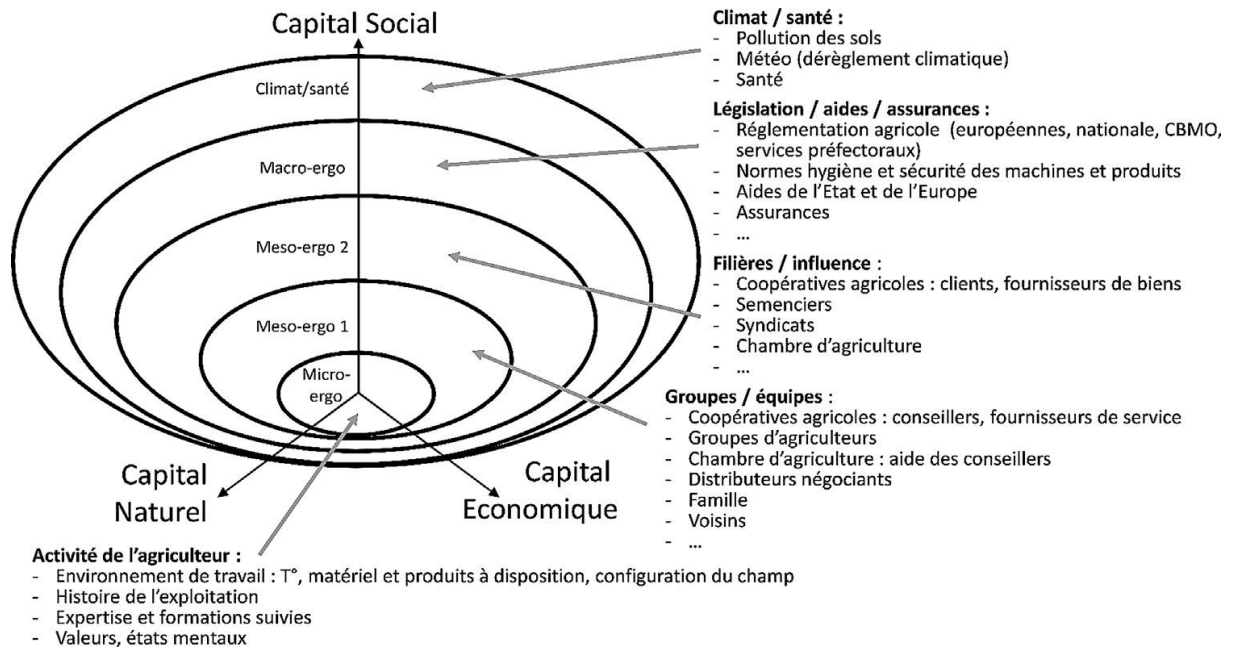 Capital Social
Climat/santé
Macro-ergo
Meso-ergo 2
Meso-ergo 1
Micro-
ergo
Capital
Naturel
Capital
Economique
Climat / santé :
- Pollution des sols
- Météo (dérèglement climatique)
- Santé
Législation / aides / assurances :
- Réglementation agricole (européennes, nationale, CBMO,
services préfectoraux)
- Normes hygiène et sécurité des machines et produits
- Aides de l'Etat et de l'Europe
- Assurances
- ...
Filières / influence :
- Coopératives agricoles : clients, fournisseurs de biens
- Semenciers
- Syndicats
- Chambre d'agriculture
- ...
Groupes / équipes :
- Coopératives agricoles : conseillers, fournisseurs de service
- Groupes d'agriculteurs
- Chambre d'agriculture : aide des conseillers
- Distributeurs négociants
- Famille
- Voisins
- ...
Activité de l'agriculteur :
- Environnement de travail : T°, matériel et produits à disposition, configuration du champ
- Histoire de l'exploitation
- Expertise et formations suivies
- Valeurs, états mentaux